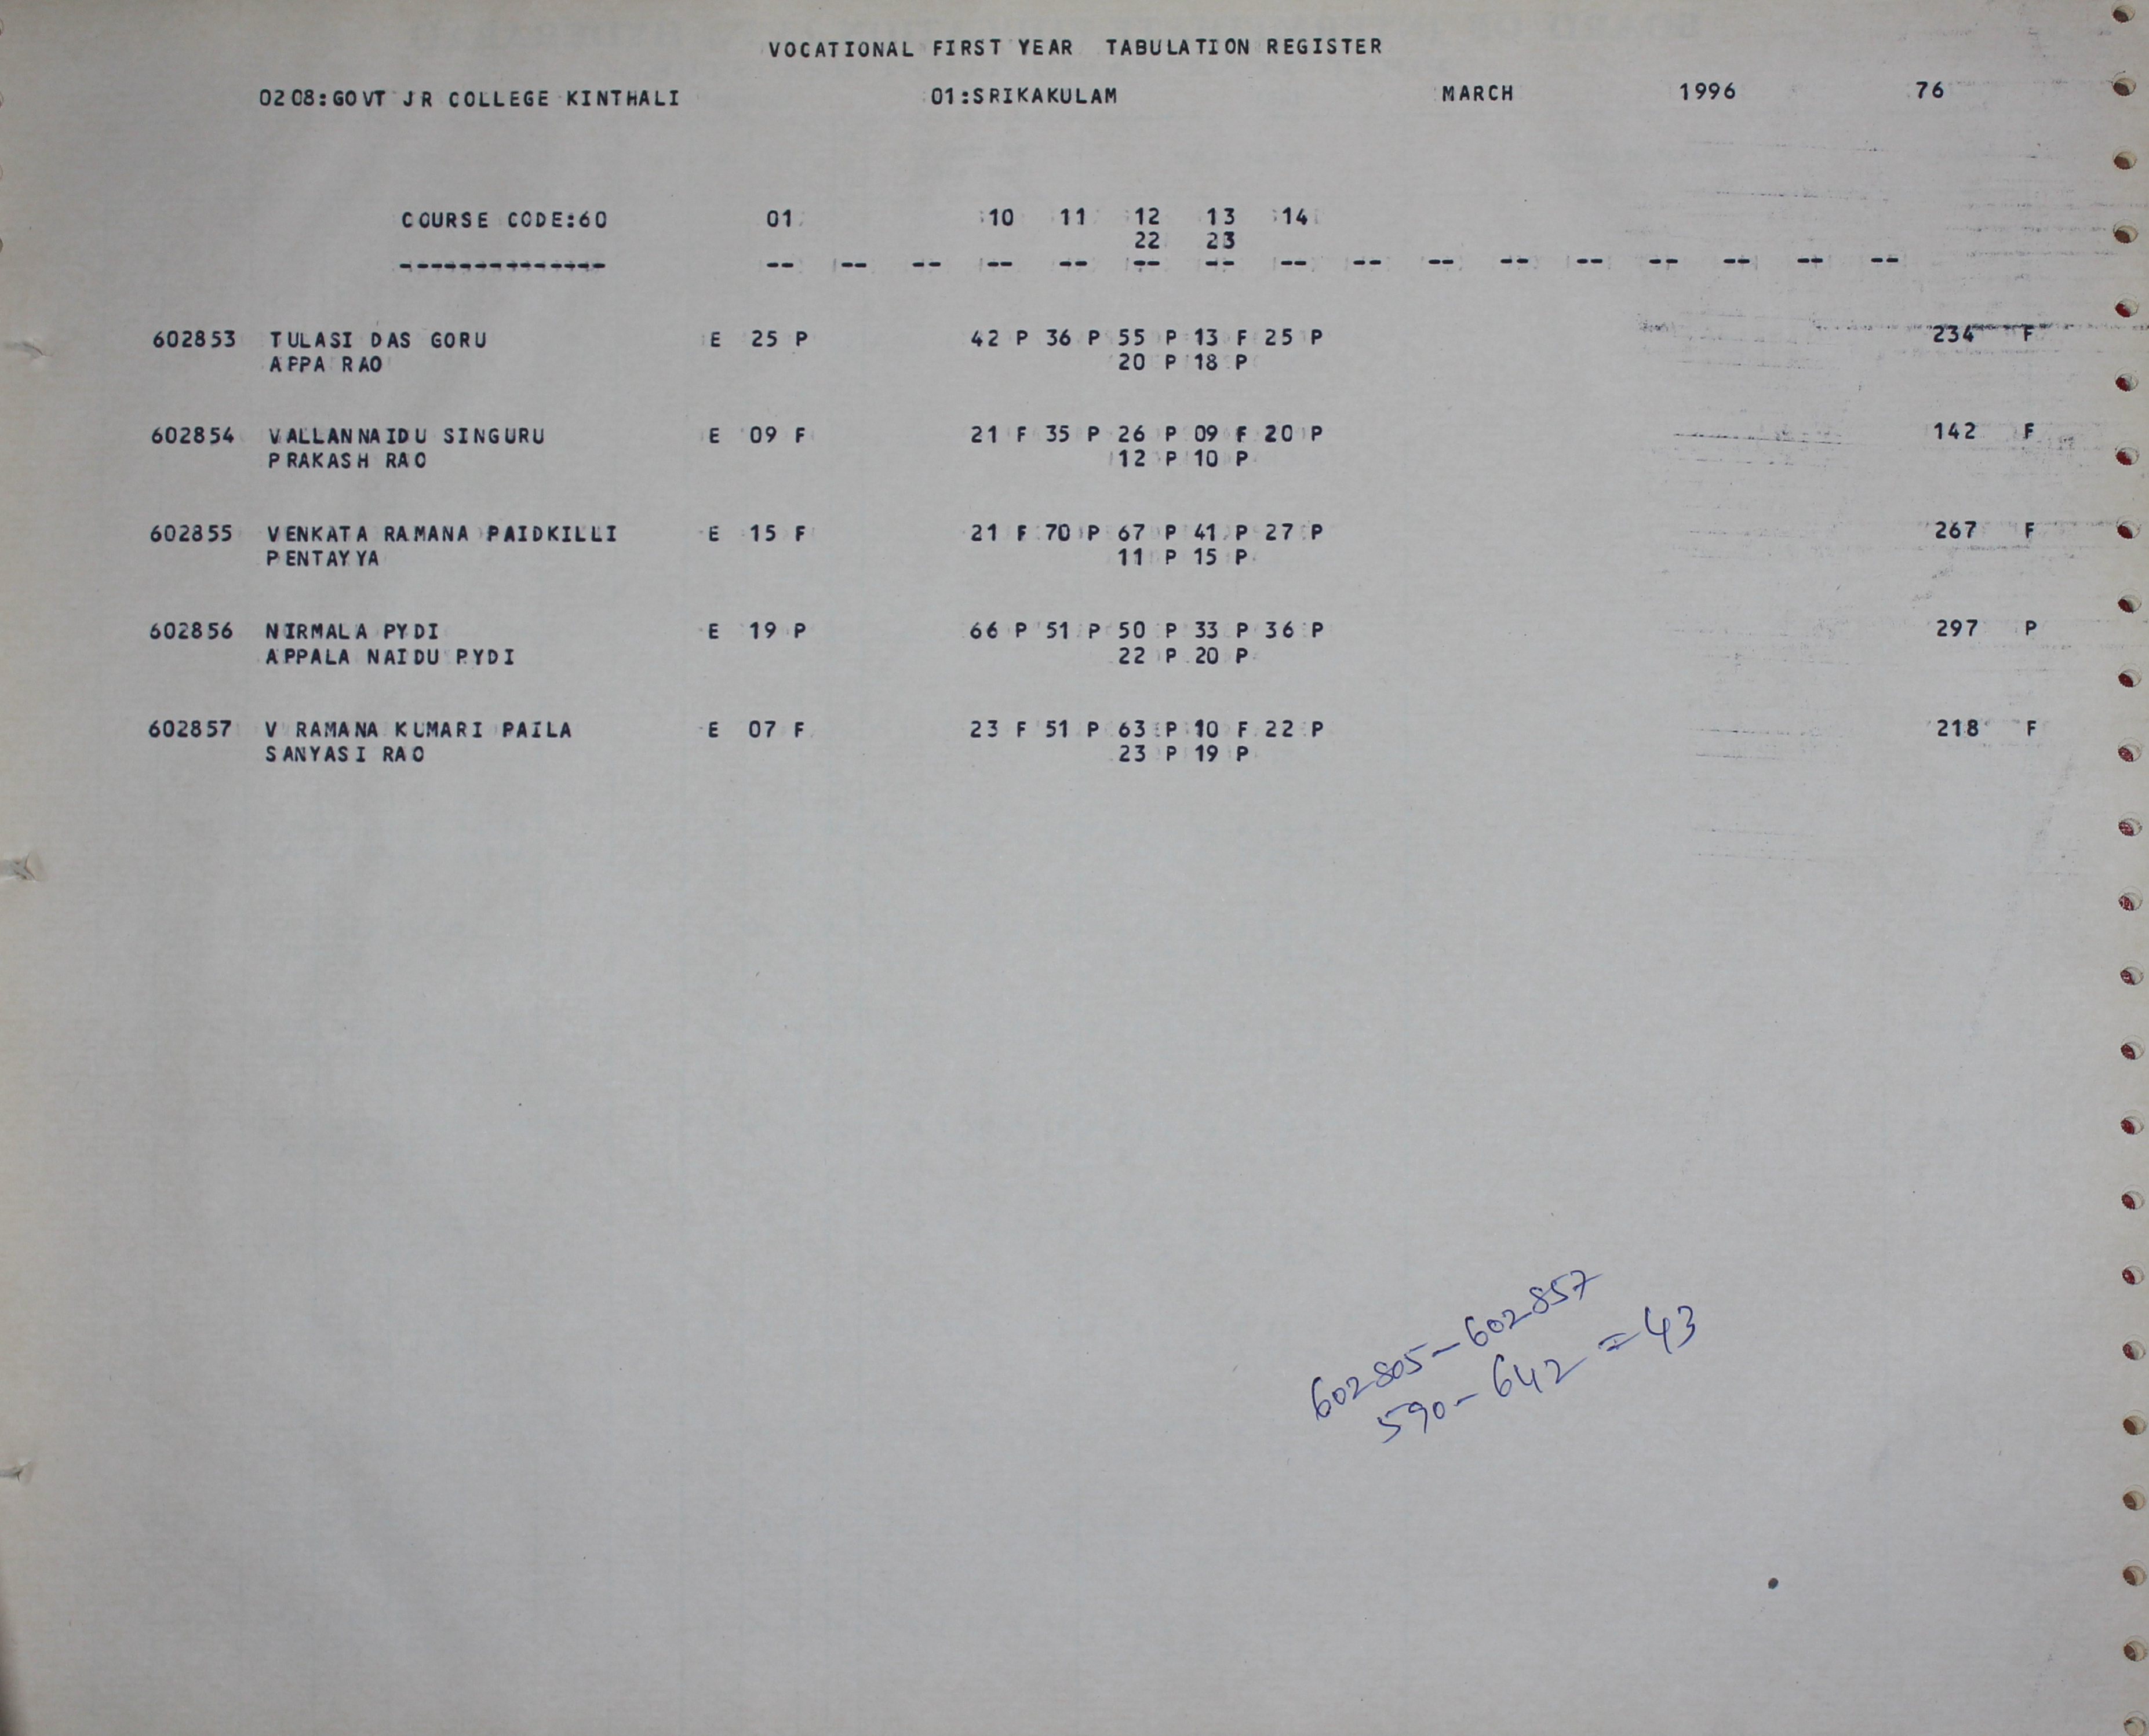 VOCATIONAL FIRST YEAR TABULATION REGISTER
0208:GOVT JR COLLEGE KINTHALI 01:SRIKAKULAM MARCH 1996 76
COURSE CODE:60 01 10 11 12 13 14
22 23
-------------- -- -- -- -- -- -- -- -- -- -- -- -- -- -- -- --
602853 TULASI DAS GORU E 25 P 42 P 36 P 55 P 13 F 25 P 234 F
APPA RAO 20 P 18 P
602854 VALLANNAIDU SINGURU E 09 F 21 F 35 P 26 P 09 F 20 P 142 F
PRAKASH RAO 12 P 10 P
602855 VENKATA RAMANA PAIDKILLI E 15 F 21 F 70 P 67 P 41 P 27 P 267 F
PENTAYYA 11 P 15 P
602856 NIRMALA PYDI E 19 P 66 P 51 P 50 P 33 P 36 P 297 P
APPALA NAIDU PYDI 22 P 20 P
602857 V RAMANA KUMARI PAILA E 07 F 23 F 51 P 63 P 10 F 22 P 218 F
SANYASI RAO 23 P 19 P
602805-602857
590-642 = 43